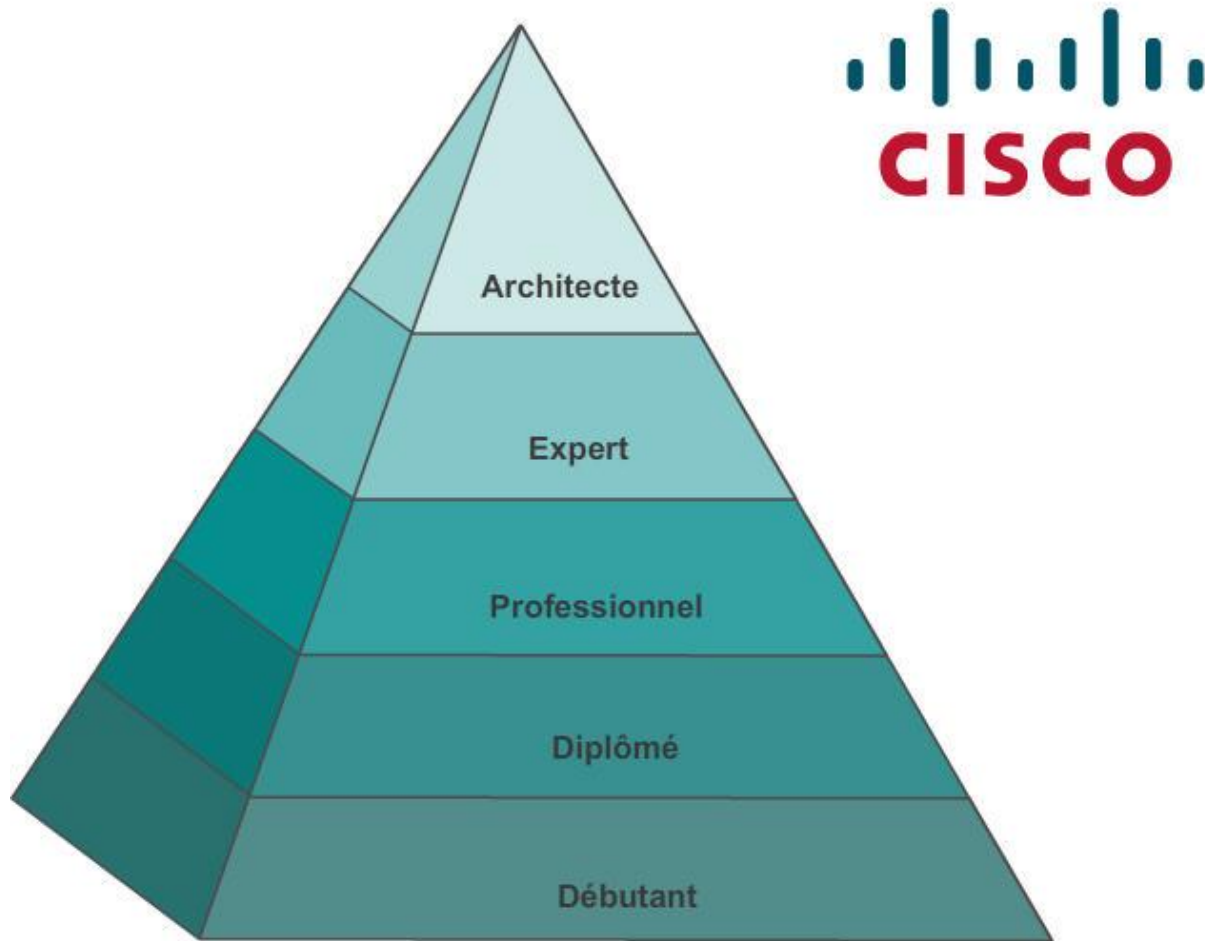 CISCO
Architecte
Expert
Professionnel
Diplômé
Débutant